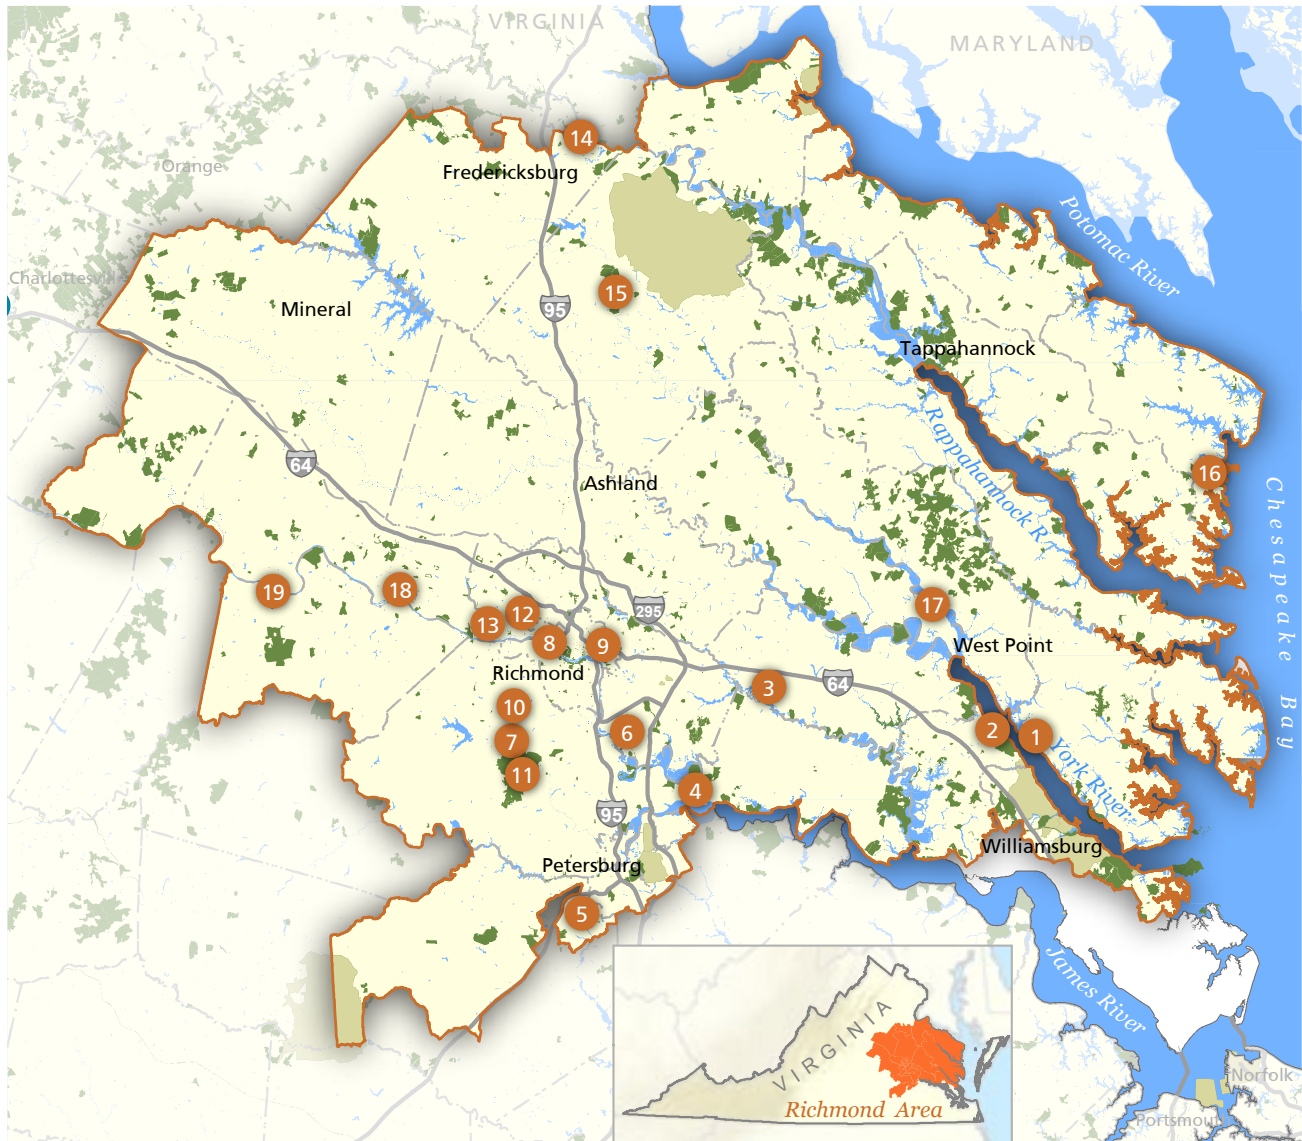 VIRGINIA
MARYLAND
14
Fredericksburg
Orange
Potomac River
Charlottesvill
15
95
Mineral
Tappahannock
Rappahannock R.
64
Ashland
16
Chesapeake Bay
19
18
13
12
8
9
295
17
West Point
Richmond
3
64
10
7
11
6
2
1
York River
4
95
Williamsburg
Petersburg
5
James River
VIRGINIA
Richmond Area
Norfolk
Portsmouth